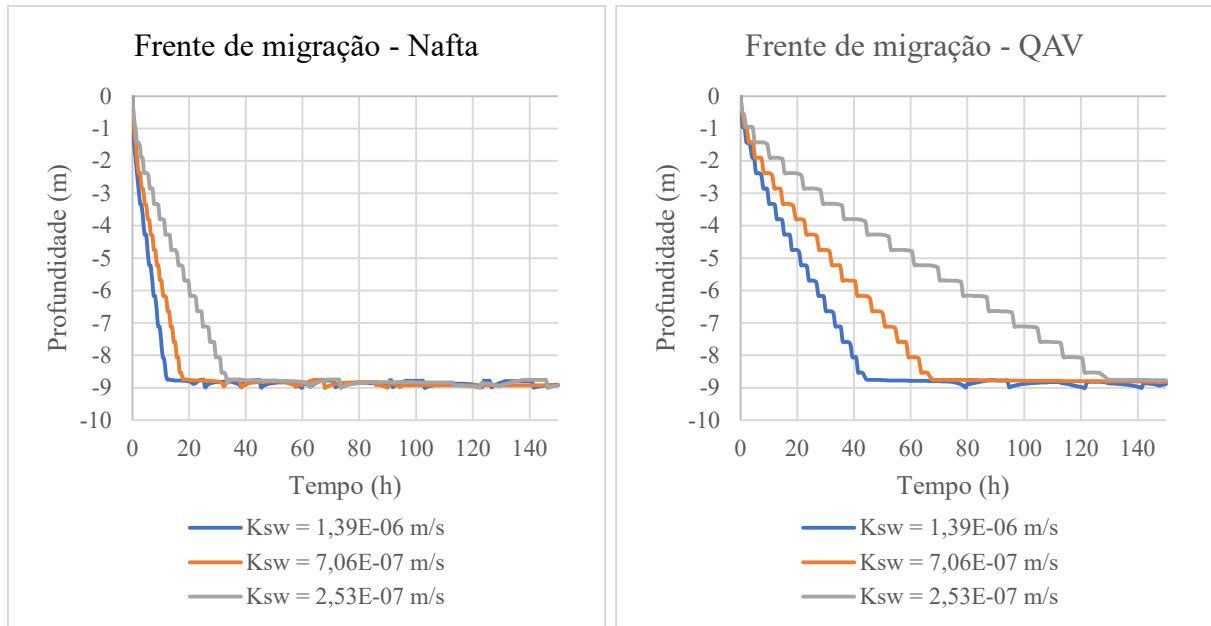 Frente de migração - Nafta
0
-1
-2
-3
-4
-5
-6
-7
-8
-9
-10
Profundidade (m)
0 20 40 60 80 100 120 140
Tempo (h)
Ksw = 1,39E-06 m/s
Ksw = 7,06E-07 m/s
Ksw = 2,53E-07 m/s
Frente de migração - QAV
0
-1
-2
-3
-4
-5
-6
-7
-8
-9
-10
Profundidade (m)
0 20 40 60 80 100 120 140
Tempo (h)
Ksw = 1,39E-06 m/s
Ksw = 7,06E-07 m/s
Ksw = 2,53E-07 m/s